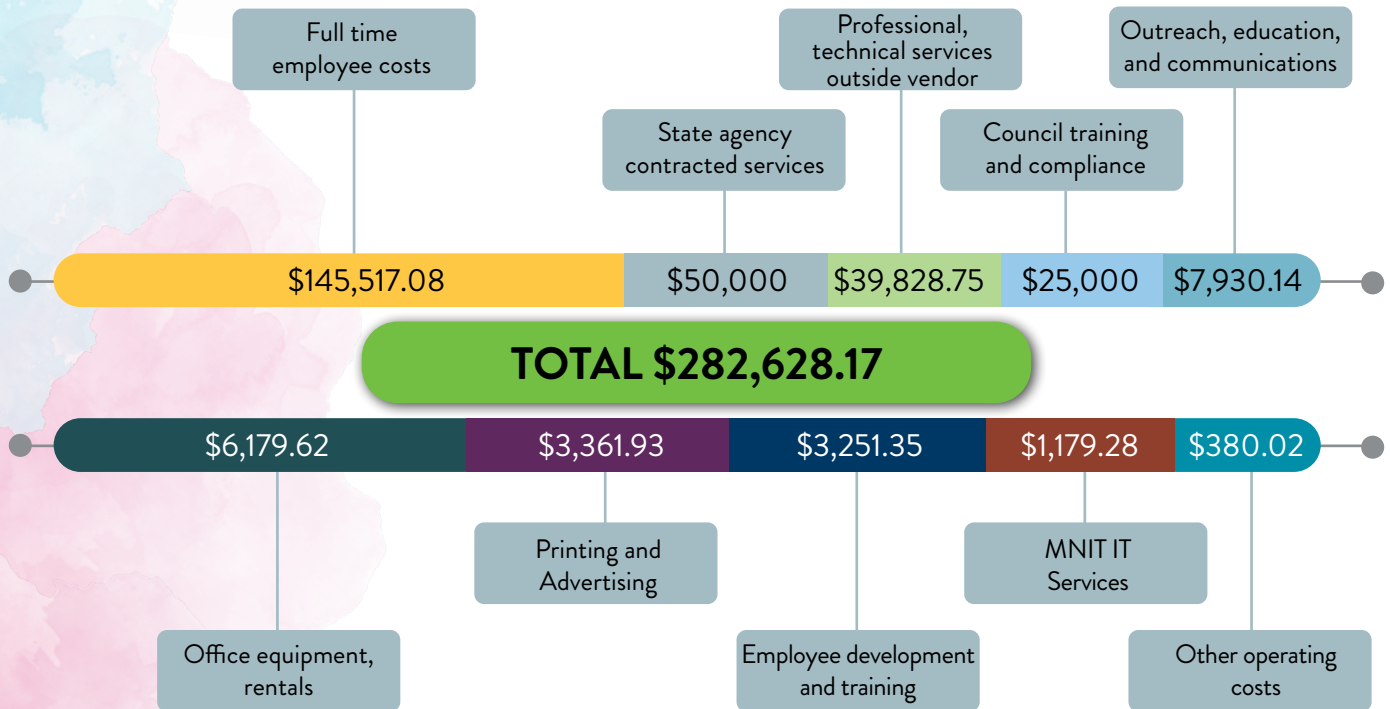 Full time
employee costs
Professional,
technical services
outside vendor
Outreach, education,
and communications
State agency
contracted services
Council training
and compliance
$145,517.08
$50,000
$39,828.75
$25,000
$7,930.14
TOTAL $282,628.17
$6,179.62
$3,361.93
$3,251.35
$1,179.28
$380.02
Printing and
Advertising
MNIT IT
Services
Office equipment,
rentals
Employee development
and training
Other operating
costs